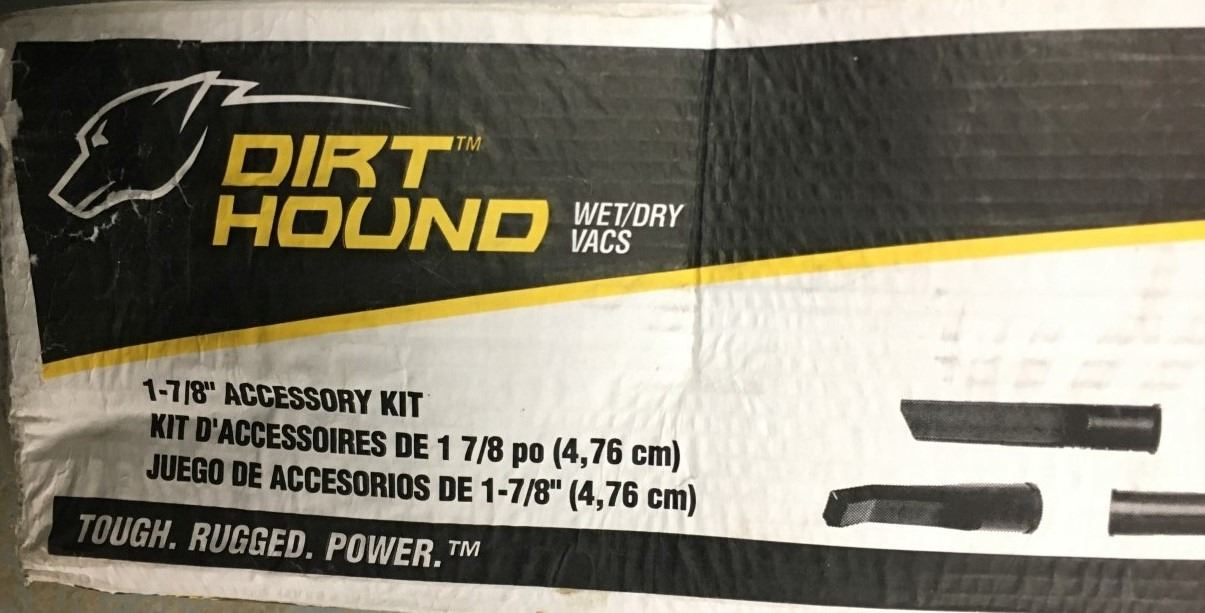 DIRT™
HOUND
WET/DRY
VACS
1-7/8" ACCESSORY KIT
KIT D'ACCESSOIRES DE 1 7/8 po (4,76 cm)
JUEGO DE ACCESORIOS DE 1-7/8" (4,76 cm)
TOUGH. RUGGED. POWER.™